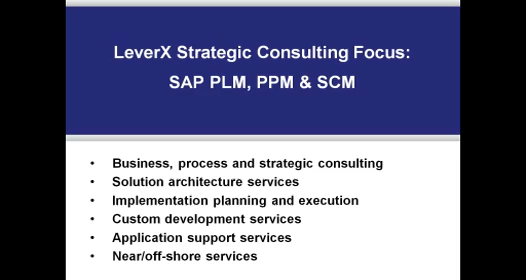 LeverX Strategic Consulting Focus:
SAP PLM, PPM & SCM
• Business, process and strategic consulting
• Solution architecture services
• Implementation planning and execution
• Custom development services
• Application support services
• Near/off-shore services